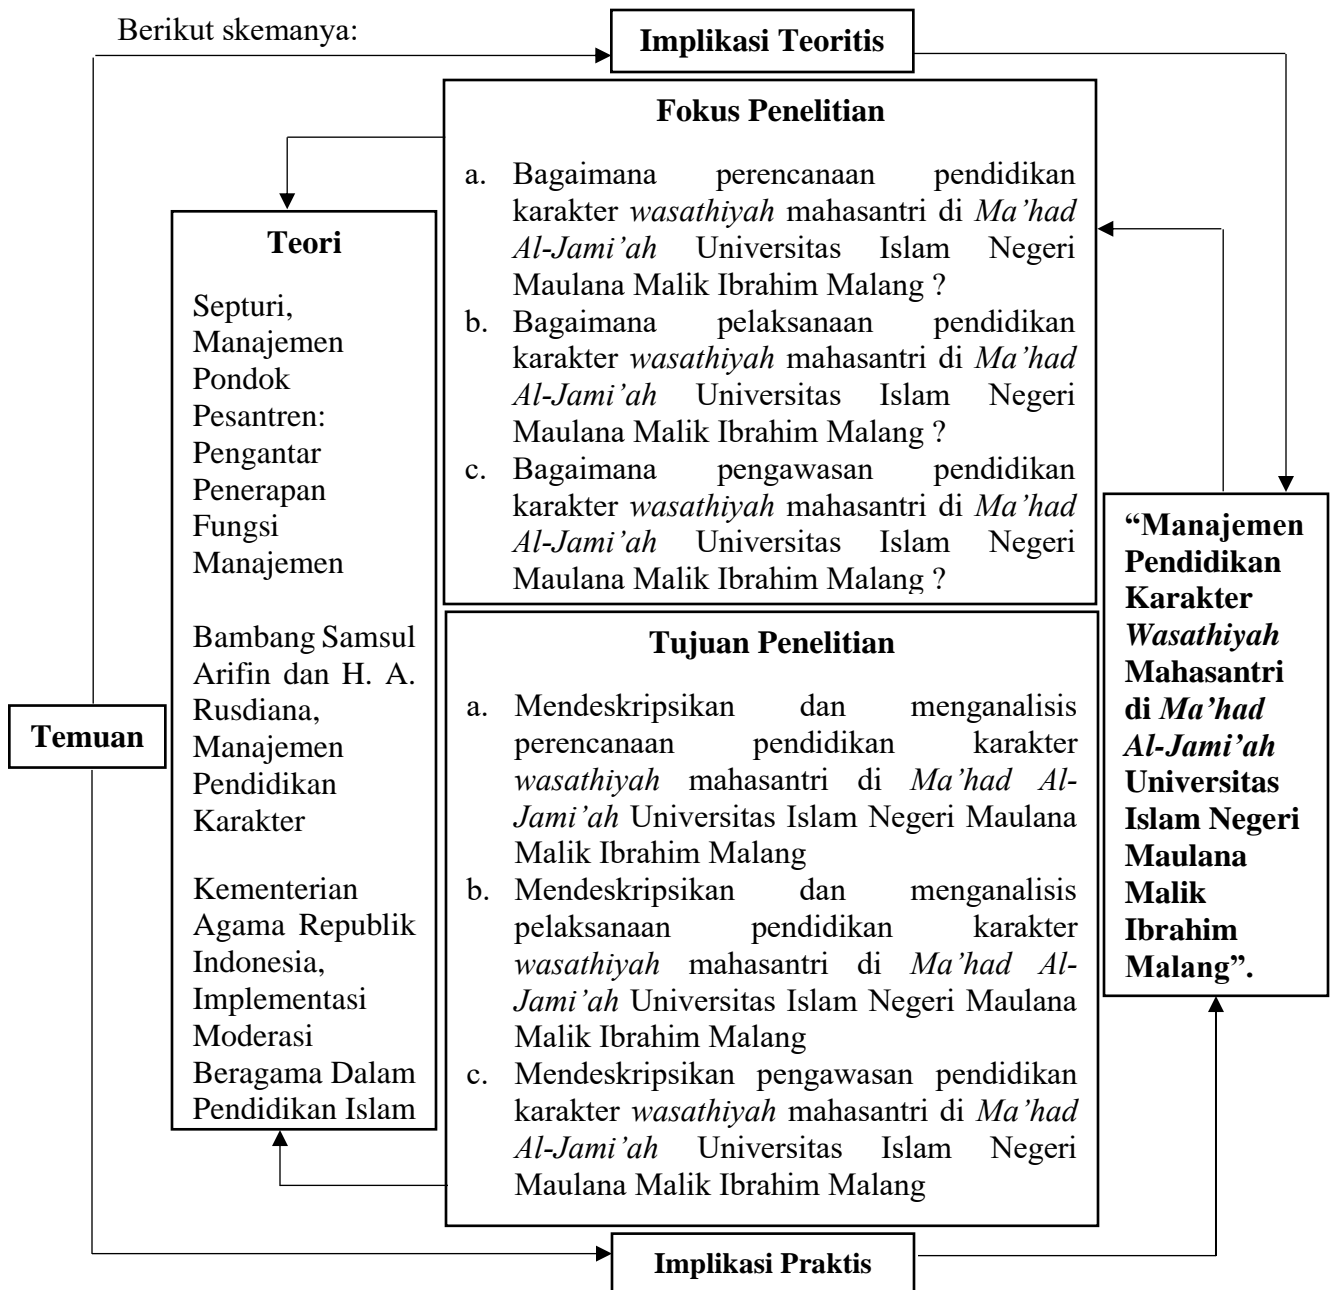 Berikut skemanya:
Implikasi Teoritis
Fokus Penelitian
a. Bagaimana perencanaan pendidikan
karakter wasathiyah mahasantri di Ma’had
Al-Jami’ah Universitas Islam Negeri
Maulana Malik Ibrahim Malang ?
b. Bagaimana pelaksanaan pendidikan
karakter wasathiyah mahasantri di Ma’had
Al-Jami’ah Universitas Islam Negeri
Maulana Malik Ibrahim Malang ?
c. Bagaimana pengawasan pendidikan
karakter wasathiyah mahasantri di Ma’had
Al-Jami’ah Universitas Islam Negeri
Maulana Malik Ibrahim Malang ?
Teori
Septuri,
Manajemen
Pondok
Pesantren:
Pengantar
Penerapan
Fungsi
Manajemen
Bambang Samsul
Arifin dan H. A.
Rusdiana,
Manajemen
Pendidikan
Karakter
Kementerian
Agama Republik
Indonesia,
Implementasi
Moderasi
Beragama Dalam
Pendidikan Islam
Temuan
Tujuan Penelitian
a. Mendeskripsikan dan menganalisis
perencanaan pendidikan karakter
wasathiyah mahasantri di Ma’had Al-
Jami’ah Universitas Islam Negeri Maulana
Malik Ibrahim Malang
b. Mendeskripsikan dan menganalisis
pelaksanaan pendidikan karakter
wasathiyah mahasantri di Ma’had Al-
Jami’ah Universitas Islam Negeri Maulana
Malik Ibrahim Malang
c. Mendeskripsikan pengawasan pendidikan
karakter wasathiyah mahasantri di Ma’had
Al-Jami’ah Universitas Islam Negeri
Maulana Malik Ibrahim Malang
“Manajemen
Pendidikan
Karakter
Wasathiyah
Mahasantri
di Ma’had
Al-Jami’ah
Universitas
Islam Negeri
Maulana
Malik
Ibrahim
Malang”.
Implikasi Praktis